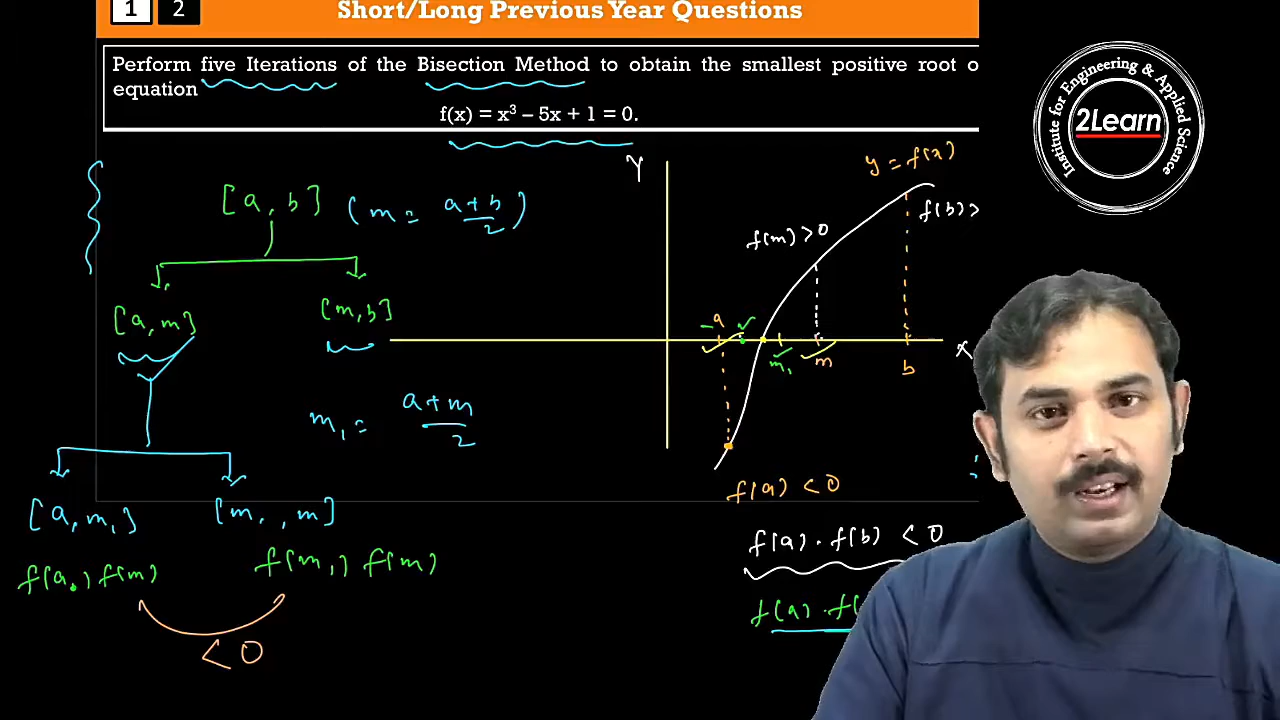 1 2 Short/Long Previous Year Questions
Perform five Iterations of the Bisection Method to obtain the smallest positive root o
equation
f(x) = x³ – 5x + 1 = 0.
Institute for Engineering & Applied Science
2Learn
[a, b] (m = a+b/2)
[a, m] [m, b]
m₁ = a+m/2
[a, m₁] [m₁, m]
f(a.) f(m) f(m₁) f(m)
< 0
Y
y = f(x)
f(b) >
f(m) > 0
a
m₁
m
b
x
f(a) < 0
f(a) · f(b) < 0
f(a) · f(